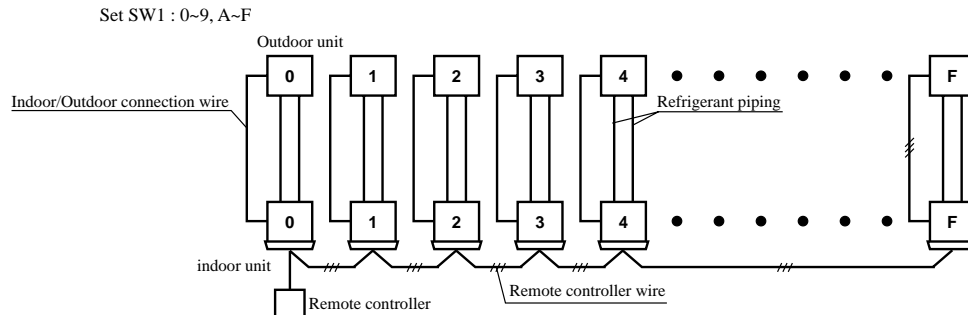 Set SW1 : 0~9, A~F
Outdoor unit
0 1 2 3 4 F
Indoor/Outdoor connection wire
Refrigerant piping
0 1 2 3 4 F
indoor unit
Remote controller wire
Remote controller